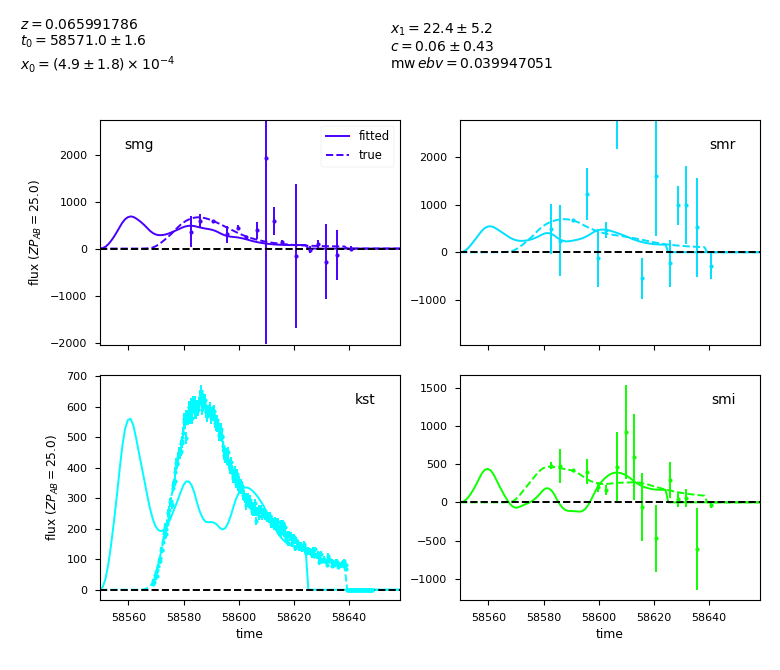 z = 0.065991786
t₀ = 58571.0 ± 1.6
x₀ = (4.9 ± 1.8) × 10⁻⁴
x₁ = 22.4 ± 5.2
c = 0.06 ± 0.43
mw ebv = 0.039947051
smg
fitted
true
2000
1000
0
−1000
−2000
flux (ZP_AB = 25.0)
smr
2000
1000
0
−1000
kst
700
600
500
400
300
200
100
0
flux (ZP_AB = 25.0)
58560 58580 58600 58620 58640
time
smi
1500
1000
500
0
−500
−1000
58560 58580 58600 58620 58640
time